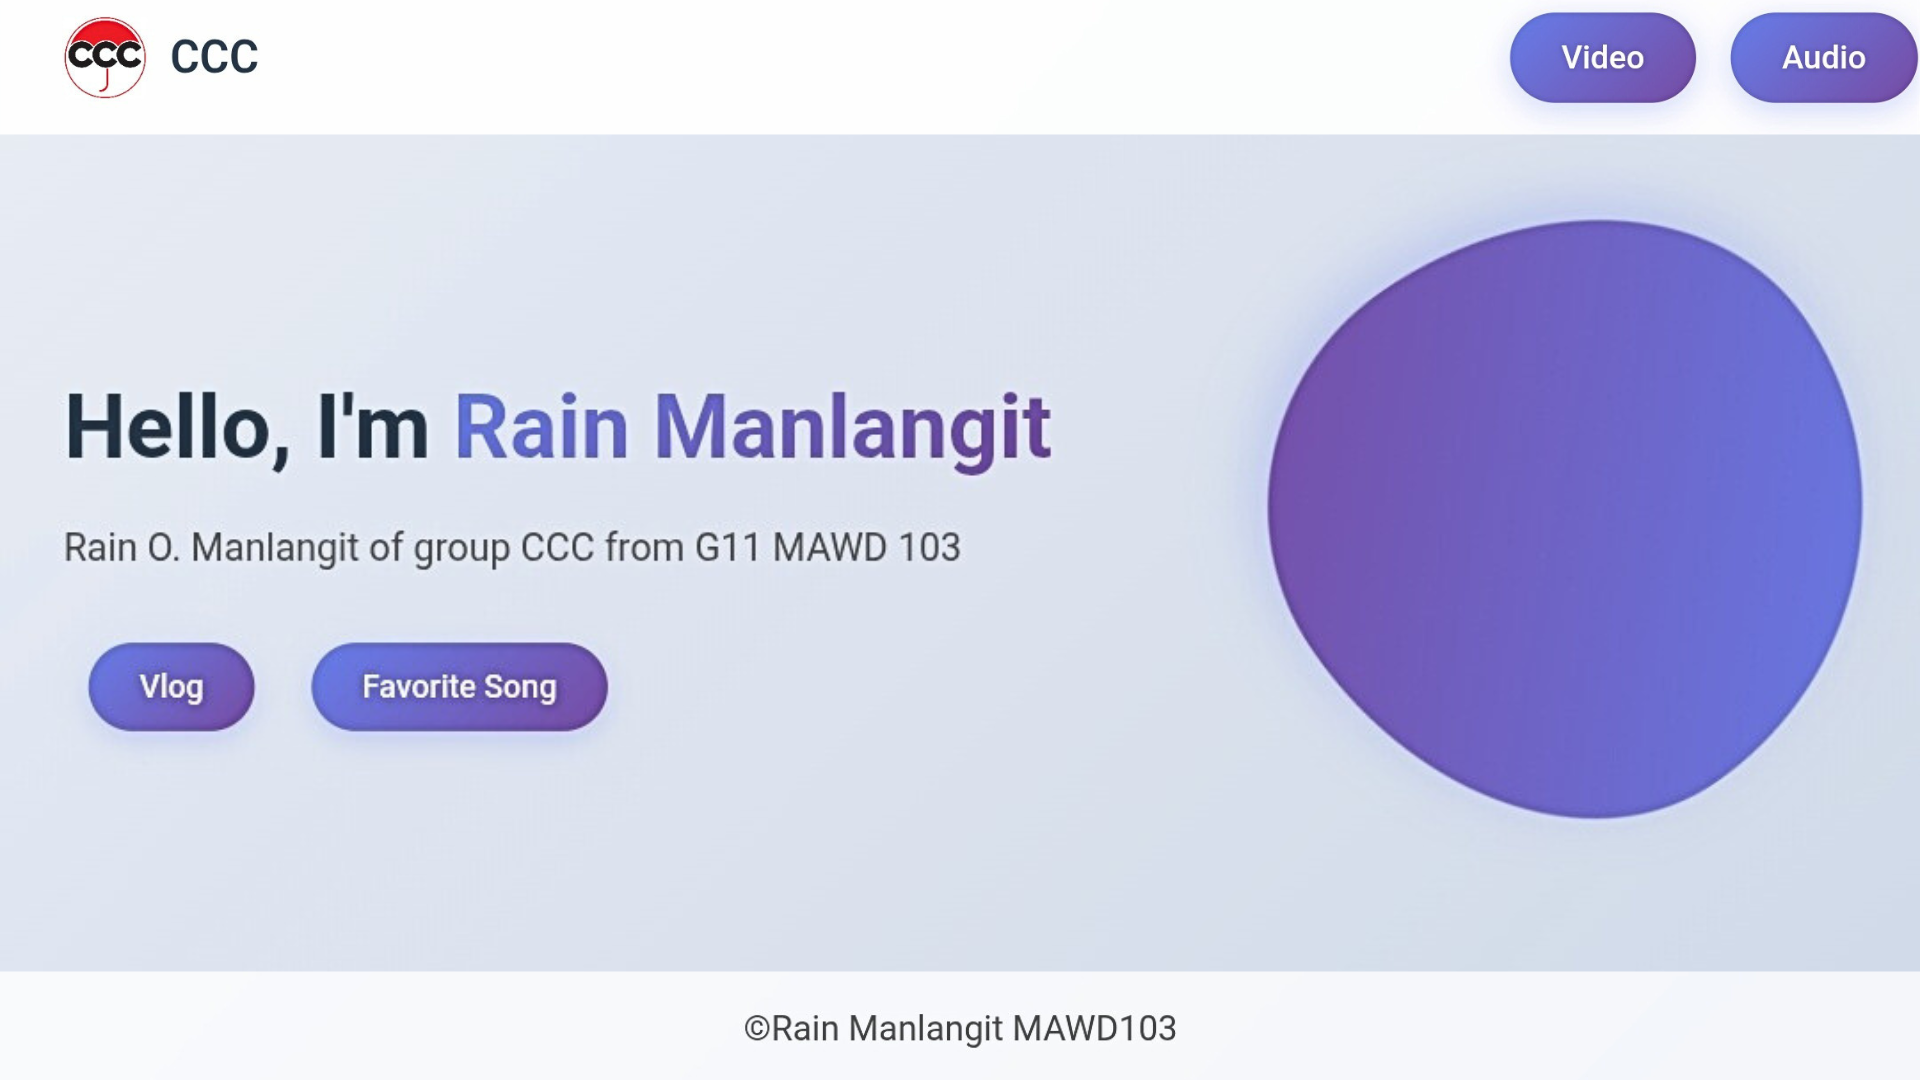 CCC CCC
Video
Audio
Hello, I'm Rain Manlangit
Rain O. Manlangit of group CCC from G11 MAWD 103
Vlog
Favorite Song
©Rain Manlangit MAWD103